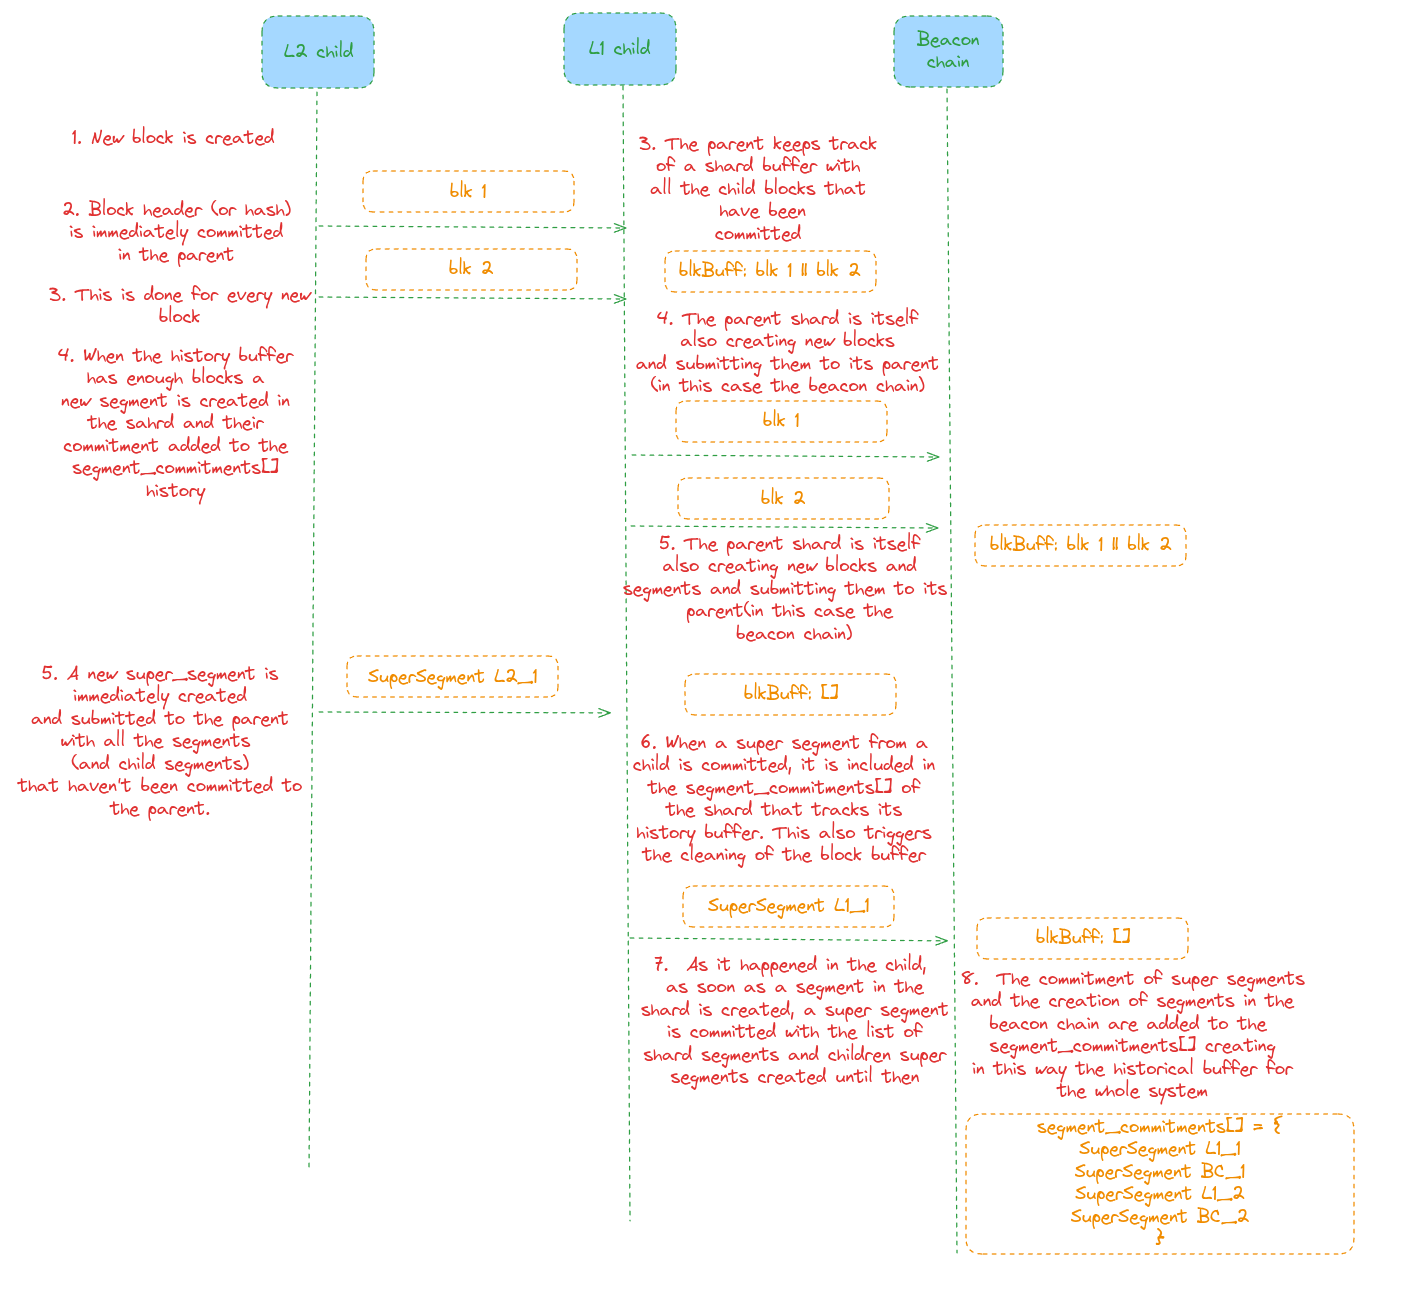 L2 child
L1 child
Beacon
chain
1. New block is created
blk 1
2. Block header (or hash)
is immediately committed
in the parent
blk 2
3. This is done for every new
block
4. When the history buffer
has enough blocks a
new segment is created in
the sahrd and their
commitment added to the
segment_commitments[]
history
3. The parent keeps track
of a shard buffer with
all the child blocks that
have been
committed
blkBuff: blk 1 || blk 2
4. The parent shard is itself
also creating new blocks
and submitting them to its parent
(in this case the beacon chain)
blk 1
blk 2
blkBuff: blk 1 || blk 2
5. The parent shard is itself
also creating new blocks and
segments and submitting them to its
parent(in this case the
beacon chain)
5. A new super_segment is
immediately created
and submitted to the parent
with all the segments
(and child segments)
that haven't been committed to
the parent.
SuperSegment L2_1
blkBuff: []
6. When a super segment from a
child is committed, it is included in
the segment_commitments[] of
the shard that tracks its
history buffer. This also triggers
the cleaning of the block buffer
SuperSegment L1_1
blkBuff: []
7. As it happened in the child,
as soon as a segment in the
shard is created, a super segment
is committed with the list of
shard segments and children super
segments created until then
8. The commitment of super segments
and the creation of segments in the
beacon chain are added to the
segment_commitments[] creating
in this way the historical buffer for
the whole system
segment_commitments[] = {
SuperSegment L1_1
SuperSegment BC_1
SuperSegment L1_2
SuperSegment BC_2
}